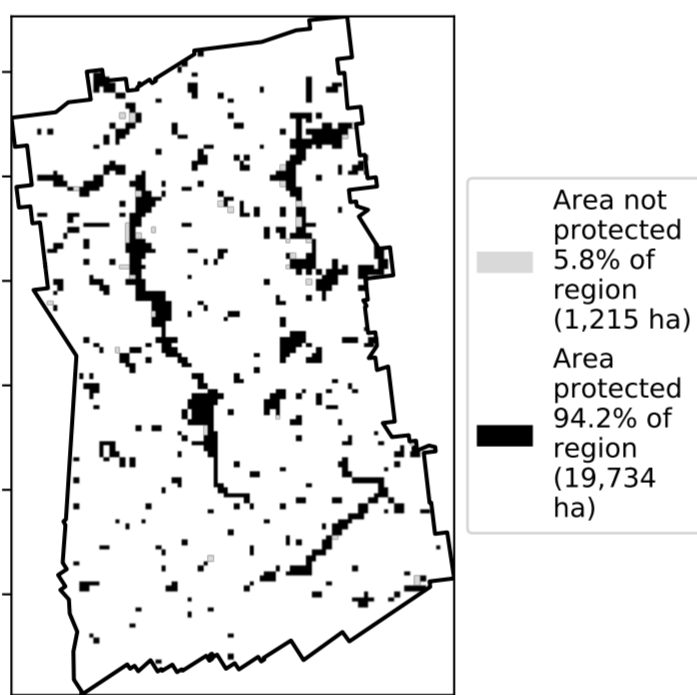 Area not
protected
5.8% of
region
(1,215 ha)
Area
protected
94.2% of
region
(19,734
ha)